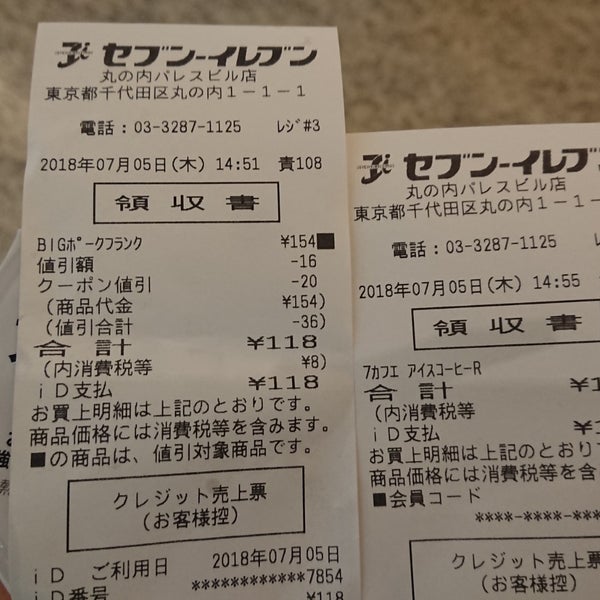 セブン-イレブン
丸の内パレスビル店
東京都千代田区丸の内1-1-1
電話:03-3287-1125 レジ#3
2018年07月05日(木) 14:51 責108
領収書
BIGポークフランク ¥154■
値引額 -16
クーポン値引 -20
(商品代金 ¥154)
(値引合計 -36)
合計 ¥118
(内消費税等 ¥8)
iD支払 ¥118
お買上明細は上記のとおりです。
商品価格には消費税等を含みます。
■の商品は、値引対象商品です。
クレジット売上票
(お客様控)
iD ご利用日 2018年07月05日
iD番号 ************7854
¥118
セブン-イレブ
丸の内パレスビル店
東京都千代田区丸の内1-1-
電話:03-3287-1125
2018年07月05日(木) 14:55
領収書
7カフェ アイスコーヒーR
合計 ¥1
(内消費税等
iD支払 ¥1
お買上明細は上記のとおり
商品価格には消費税等を含
■会員コード
****-****-***
クレジット売上票
(お客様控)